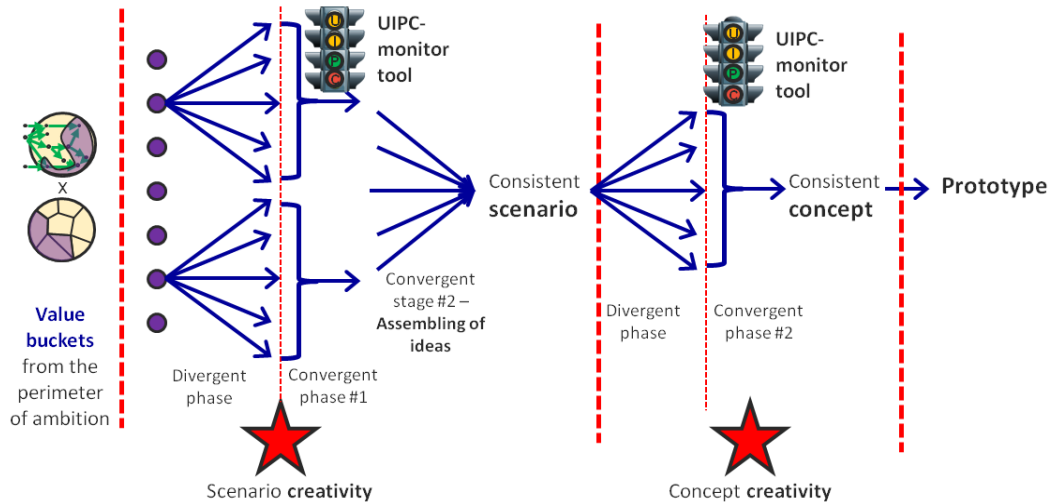 UIPC-
monitor
tool
U
I
P
C
X
Value
buckets
from the
perimeter
of ambition
Divergent
phase
Convergent
phase #1
Convergent
stage #2 –
Assembling of
ideas
Scenario creativity
Consistent
scenario
Divergent
phase
Convergent
phase #2
U
I
P
C
UIPC-
monitor
tool
Consistent
concept
Concept creativity
Prototype